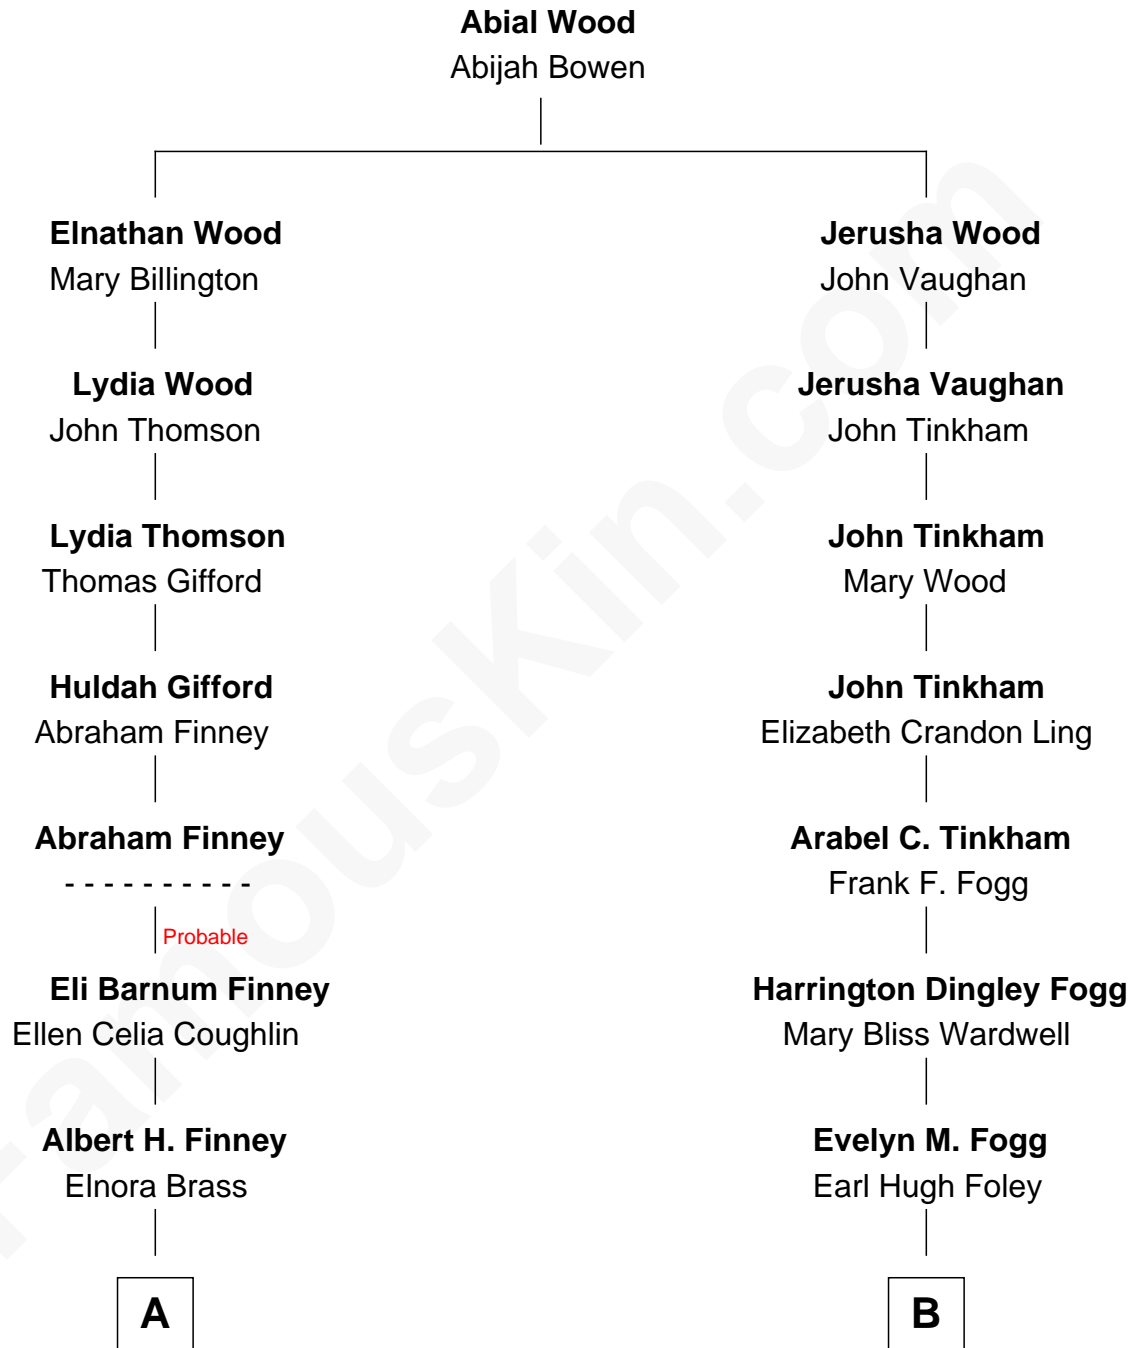 Abial Wood
Abijah Bowen
Elnathan Wood
Mary Billington
Jerusha Wood
John Vaughan
Lydia Wood
John Thomson
Jerusha Vaughan
John Tinkham
Lydia Thomson
Thomas Gifford
John Tinkham
Mary Wood
Huldah Gifford
Abraham Finney
John Tinkham
Elizabeth Crandon Ling
Abraham Finney
- - - - - - - - - -
Arabel C. Tinkham
Frank F. Fogg
Probable
Eli Barnum Finney
Ellen Celia Coughlin
Harrington Dingley Fogg
Mary Bliss Wardwell
Albert H. Finney
Elnora Brass
Evelyn M. Fogg
Earl Hugh Foley
A
B
FamousKin.com